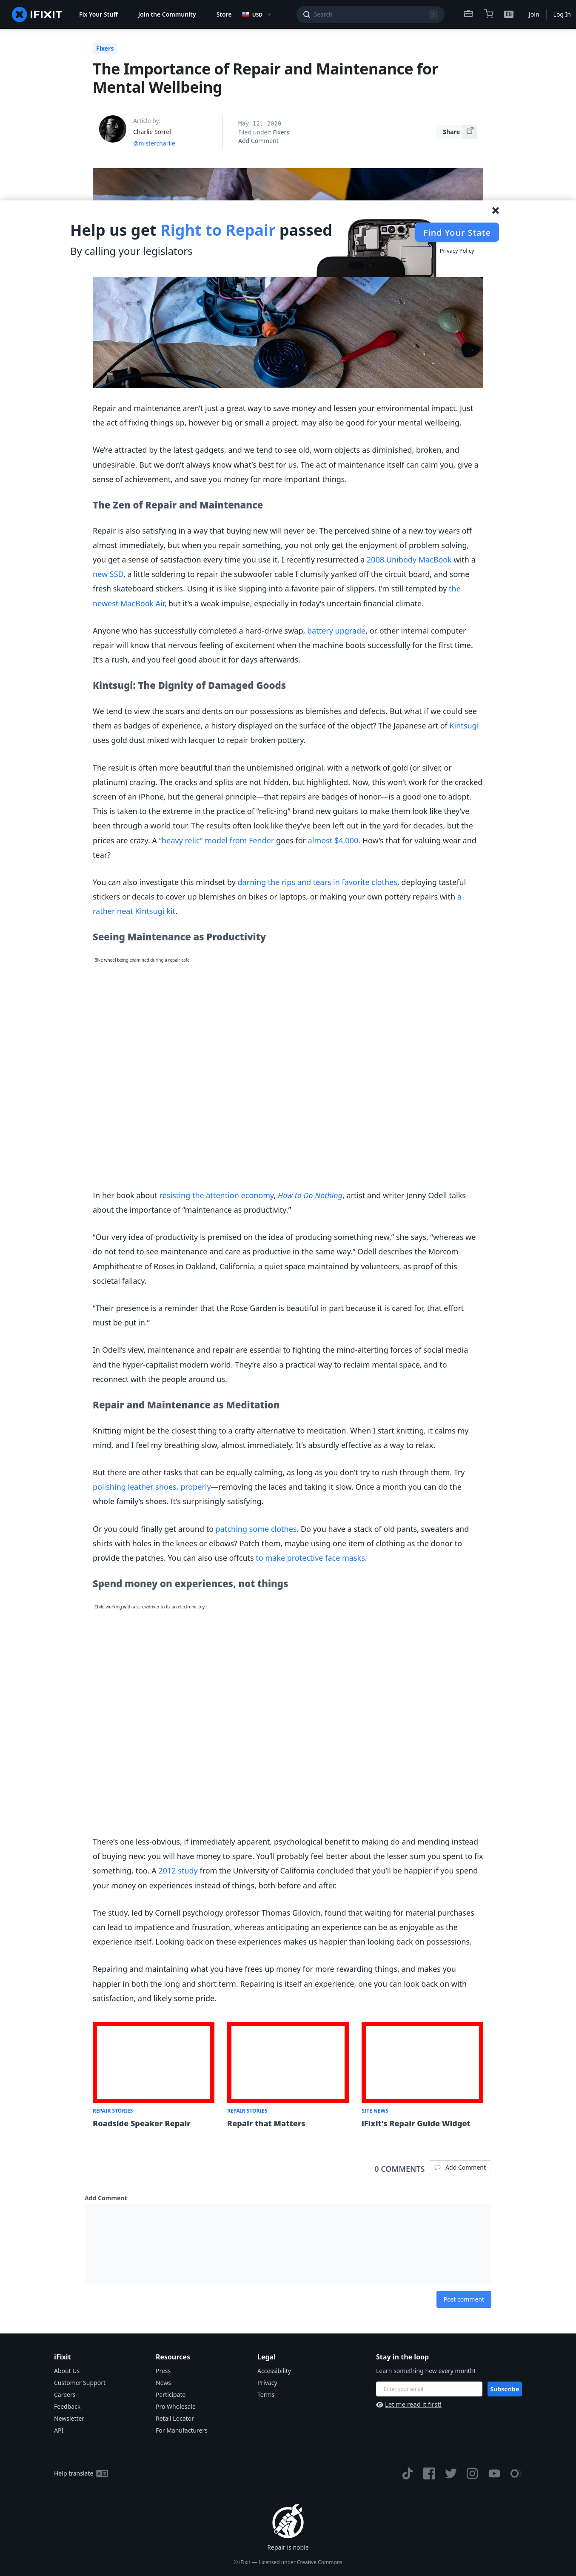 IFIXIT
Fix Your Stuff
Join the Community
Store
USD
Search
/
EN
Join
Log In
Fixers
The Importance of Repair and Maintenance for
Mental Wellbeing
Article by:
Charlie Sorrel
@mistercharlie
May 12, 2020
Filed under: Fixers
Add Comment
Share
Help us get Right to Repair passed
By calling your legislators
Find Your State
Privacy Policy
Repair and maintenance aren’t just a great way to save money and lessen your environmental impact. Just
the act of fixing things up, however big or small a project, may also be good for your mental wellbeing.
We’re attracted by the latest gadgets, and we tend to see old, worn objects as diminished, broken, and
undesirable. But we don’t always know what’s best for us. The act of maintenance itself can calm you, give a
sense of achievement, and save you money for more important things.
The Zen of Repair and Maintenance
Repair is also satisfying in a way that buying new will never be. The perceived shine of a new toy wears off
almost immediately, but when you repair something, you not only get the enjoyment of problem solving,
you get a sense of satisfaction every time you use it. I recently resurrected a 2008 Unibody MacBook with a
new SSD, a little soldering to repair the subwoofer cable I clumsily yanked off the circuit board, and some
fresh skateboard stickers. Using it is like slipping into a favorite pair of slippers. I’m still tempted by the
newest MacBook Air, but it’s a weak impulse, especially in today’s uncertain financial climate.
Anyone who has successfully completed a hard-drive swap, battery upgrade, or other internal computer
repair will know that nervous feeling of excitement when the machine boots successfully for the first time.
It’s a rush, and you feel good about it for days afterwards.
Kintsugi: The Dignity of Damaged Goods
We tend to view the scars and dents on our possessions as blemishes and defects. But what if we could see
them as badges of experience, a history displayed on the surface of the object? The Japanese art of Kintsugi
uses gold dust mixed with lacquer to repair broken pottery.
The result is often more beautiful than the unblemished original, with a network of gold (or silver, or
platinum) crazing. The cracks and splits are not hidden, but highlighted. Now, this won’t work for the cracked
screen of an iPhone, but the general principle—that repairs are badges of honor—is a good one to adopt.
This is taken to the extreme in the practice of “relic-ing” brand new guitars to make them look like they’ve
been through a world tour. The results often look like they’ve been left out in the yard for decades, but the
prices are crazy. A “heavy relic” model from Fender goes for almost $4,000. How’s that for valuing wear and
tear?
You can also investigate this mindset by darning the rips and tears in favorite clothes, deploying tasteful
stickers or decals to cover up blemishes on bikes or laptops, or making your own pottery repairs with a
rather neat Kintsugi kit.
Seeing Maintenance as Productivity
Bike wheel being examined during a repair cafe
In her book about resisting the attention economy, How to Do Nothing, artist and writer Jenny Odell talks
about the importance of “maintenance as productivity.”
“Our very idea of productivity is premised on the idea of producing something new,” she says, “whereas we
do not tend to see maintenance and care as productive in the same way.” Odell describes the Morcom
Amphitheatre of Roses in Oakland, California, a quiet space maintained by volunteers, as proof of this
societal fallacy.
“Their presence is a reminder that the Rose Garden is beautiful in part because it is cared for, that effort
must be put in.”
In Odell’s view, maintenance and repair are essential to fighting the mind-altering forces of social media
and the hyper-capitalist modern world. They’re also a practical way to reclaim mental space, and to
reconnect with the people around us.
Repair and Maintenance as Meditation
Knitting might be the closest thing to a crafty alternative to meditation. When I start knitting, it calms my
mind, and I feel my breathing slow, almost immediately. It’s absurdly effective as a way to relax.
But there are other tasks that can be equally calming, as long as you don’t try to rush through them. Try
polishing leather shoes, properly—removing the laces and taking it slow. Once a month you can do the
whole family’s shoes. It’s surprisingly satisfying.
Or you could finally get around to patching some clothes. Do you have a stack of old pants, sweaters and
shirts with holes in the knees or elbows? Patch them, maybe using one item of clothing as the donor to
provide the patches. You can also use offcuts to make protective face masks.
Spend money on experiences, not things
Child working with a screwdriver to fix an electronic toy.
There’s one less-obvious, if immediately apparent, psychological benefit to making do and mending instead
of buying new: you will have money to spare. You’ll probably feel better about the lesser sum you spent to fix
something, too. A 2012 study from the University of California concluded that you’ll be happier if you spend
your money on experiences instead of things, both before and after.
The study, led by Cornell psychology professor Thomas Gilovich, found that waiting for material purchases
can lead to impatience and frustration, whereas anticipating an experience can be as enjoyable as the
experience itself. Looking back on these experiences makes us happier than looking back on possessions.
Repairing and maintaining what you have frees up money for more rewarding things, and makes you
happier in both the long and short term. Repairing is itself an experience, one you can look back on with
satisfaction, and likely some pride.
REPAIR STORIES
Roadside Speaker Repair
REPAIR STORIES
Repair that Matters
SITE NEWS
iFixit’s Repair Guide Widget
0 COMMENTS
Add Comment
Add Comment
Post comment
iFixit
About Us
Customer Support
Careers
Feedback
Newsletter
API
Resources
Press
News
Participate
Pro Wholesale
Retail Locator
For Manufacturers
Legal
Accessibility
Privacy
Terms
Stay in the loop
Learn something new every month!
Enter your email
Subscribe
Let me read it first!
Help translate
Repair is noble
© iFixit — Licensed under Creative Commons